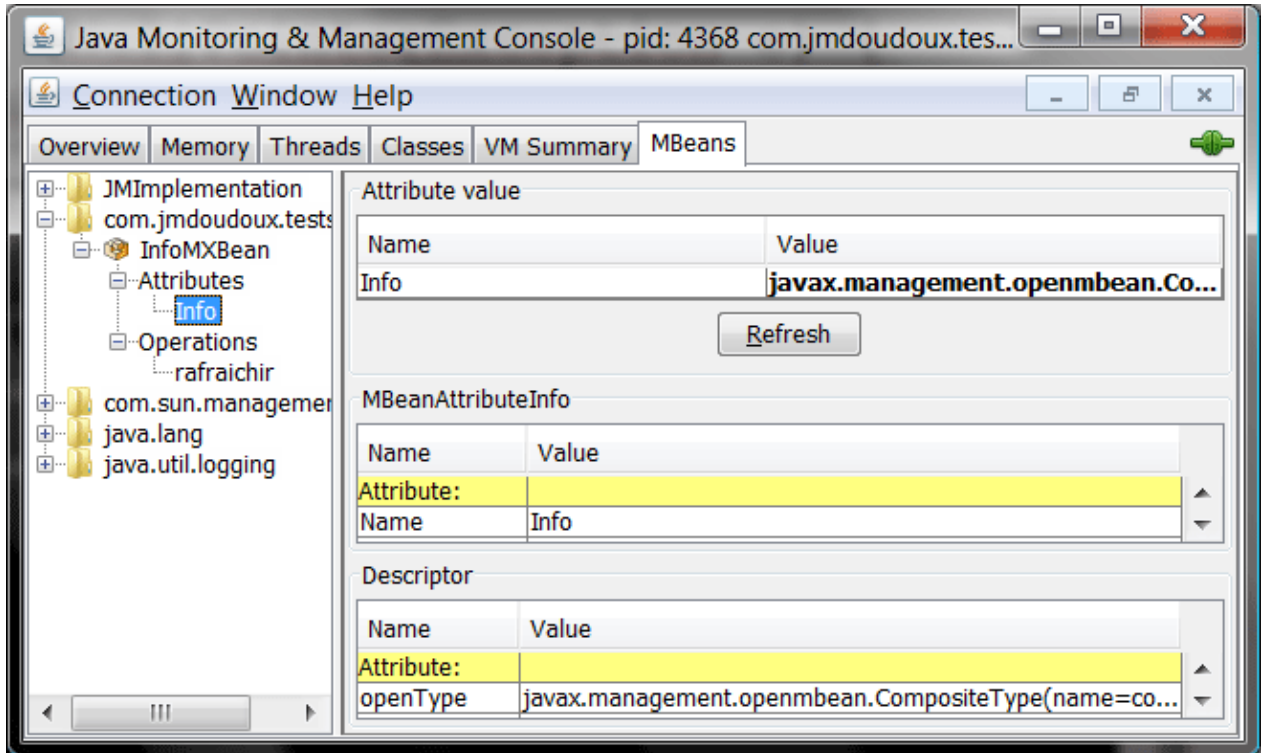 Java Monitoring & Management Console - pid: 4368 com.jmdoudoux.tes...
Connection Window Help
Overview Memory Threads Classes VM Summary MBeans
JMImplementation
com.jmdoudoux.tests
InfoMXBean
Attributes
Info
Operations
rafraichir
com.sun.managemer
java.lang
java.util.logging
Attribute value
Name Value
Info javax.management.openmbean.Co...
Refresh
MBeanAttributeInfo
Name Value
Attribute:
Name Info
Descriptor
Name Value
Attribute:
openType javax.management.openmbean.CompositeType(name=co...